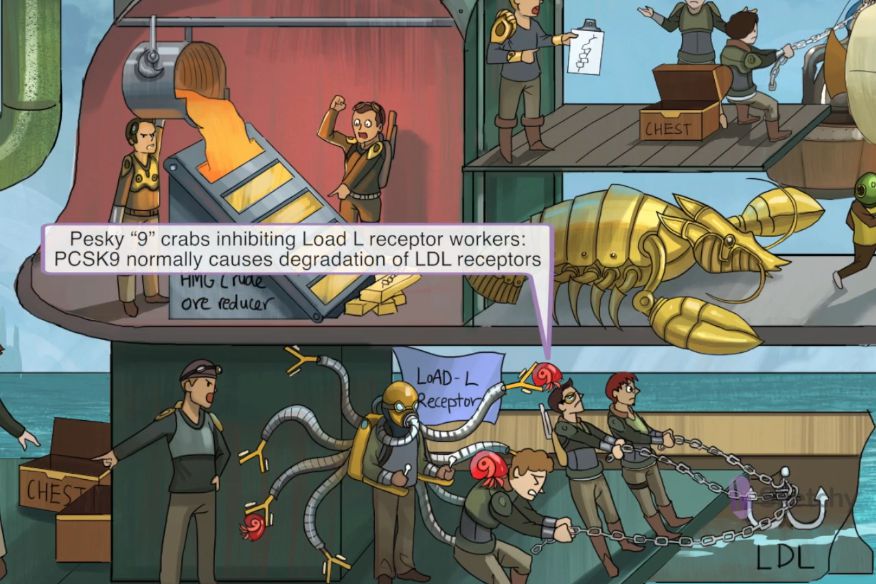 CHEST
Pesky “9” crabs inhibiting Load L receptor workers:
PCSK9 normally causes degradation of LDL receptors
HMG Crude
ore reducer
LOAD-L
Receptor
CHEST
LDL